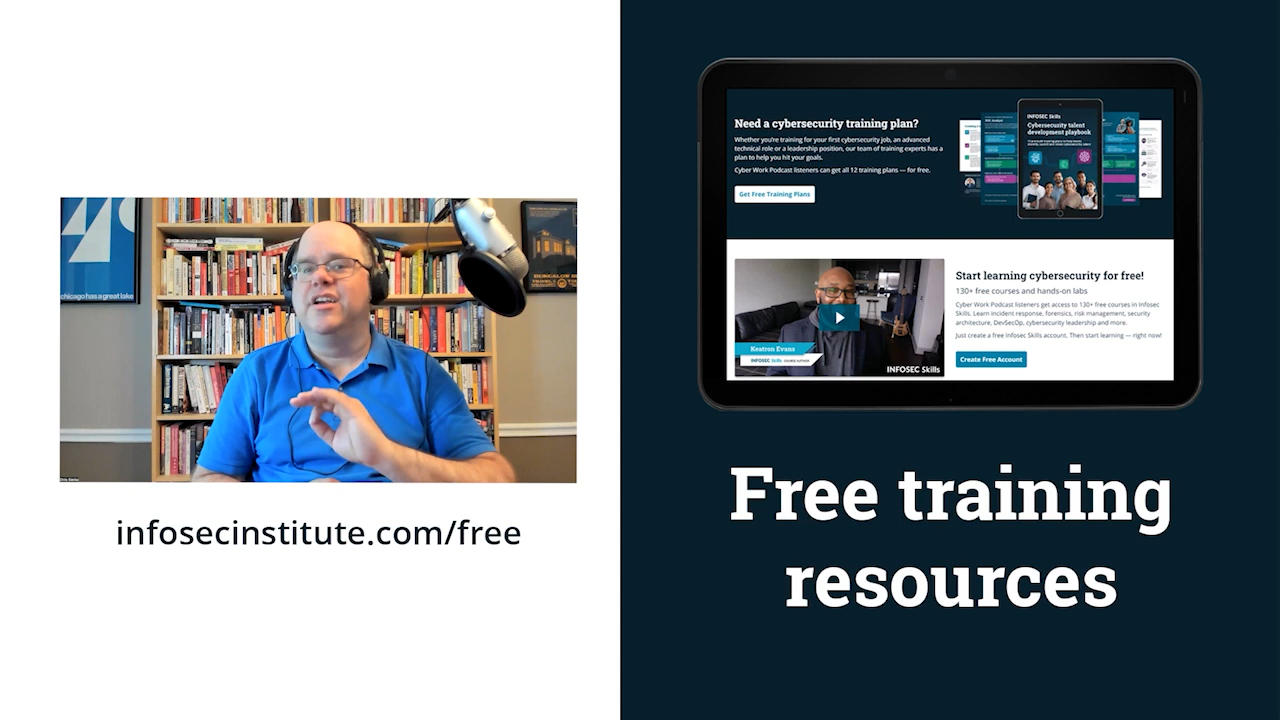 chicago has a great lake
infosecinstitute.com/free
Need a cybersecurity training plan?
Whether you're training for your first cybersecurity job, an advanced
technical role or a leadership position, our team of training experts has a
plan to help you hit your goals.
Cyber Work Podcast listeners can get all 12 training plans — for free.
Get Free Training Plans
INFOSEC Skills
Cybersecurity talent
development playbook
Start learning cybersecurity for free!
130+ free courses and hands-on labs
Cyber Work Podcast listeners get access to 130+ free courses in Infosec
Skills. Learn incident response, forensics, risk management, security
architecture, DevSecOp, cybersecurity leadership and more.
Just create a free Infosec Skills account. Then start learning — right now!
Create Free Account
Keatron Evans
INFOSEC Skills COURSE AUTHOR
INFOSEC Skills
Free training
resources